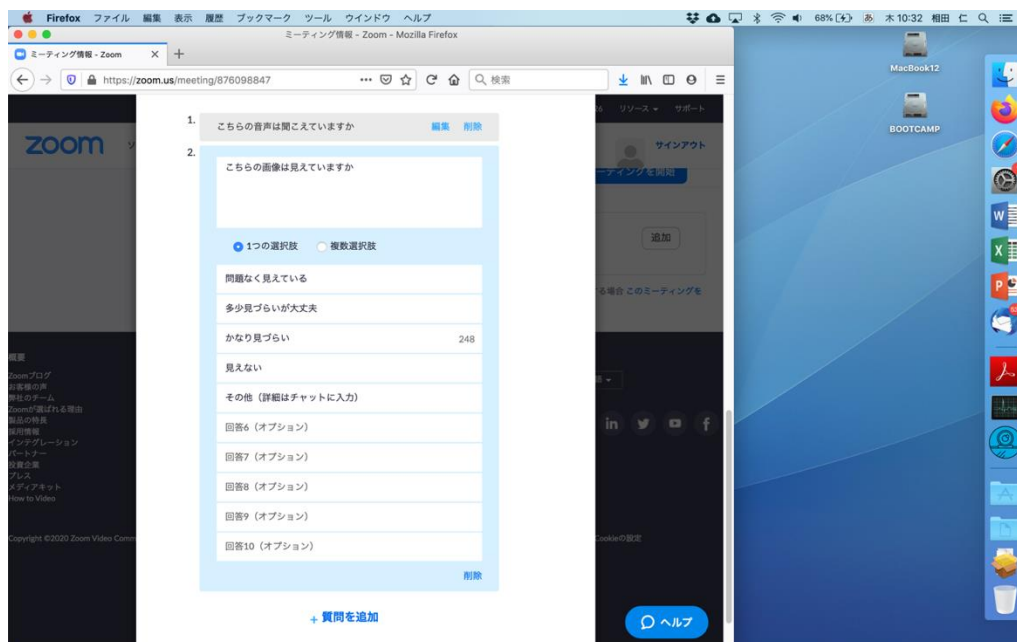 Firefox ファイル 編集 表示 履歴 ブックマーク ツール ウインドウ ヘルプ 68% 木 10:32 相田 仁
ミーティング情報 - Zoom - Mozilla Firefox
ミーティング情報 - Zoom × +
https://zoom.us/meeting/876098847 検索
MacBook12
BOOTCAMP
リソース サポート
zoom サインアウト
1. こちらの音声は聞こえていますか 編集 削除
2.
こちらの画像は見えていますか
ーティングを開始
1つの選択肢 複数選択肢
追加
問題なく見えている
する場合 このミーティングを
多少見づらいが大丈夫
かなり見づらい 248
見えない
その他（詳細はチャットに入力）
回答6（オプション）
回答7（オプション）
回答8（オプション）
回答9（オプション）
回答10（オプション）
削除
+ 質問を追加
ヘルプ
概要
Zoomブログ
お客様の声
弊社のチーム
Zoomが選ばれる理由
製品の特長
採用情報
インテグレーション
パートナー
投資企業
プレス
メディアキット
How to Video
Copyright ©2020 Zoom Video Comm
Cookieの設定